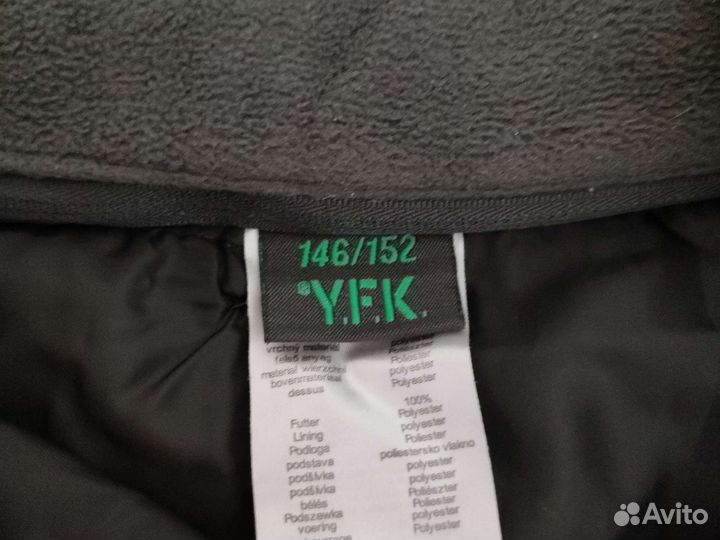 146/152
®Y.F.K.
vrchný materiál polyester
felső anyag Poliészter
materiał wierzchni Poliester
bovenmateriaal polyester
dessus Polyester
100%
Futter Polyester
Lining polyester
Podloga Poliester
podstava poliestersko vlakno
podšívka polyester
podšívka polyester
bélés Poliészter
Podszewka Poliester
voering polyester
Polyester
Avito